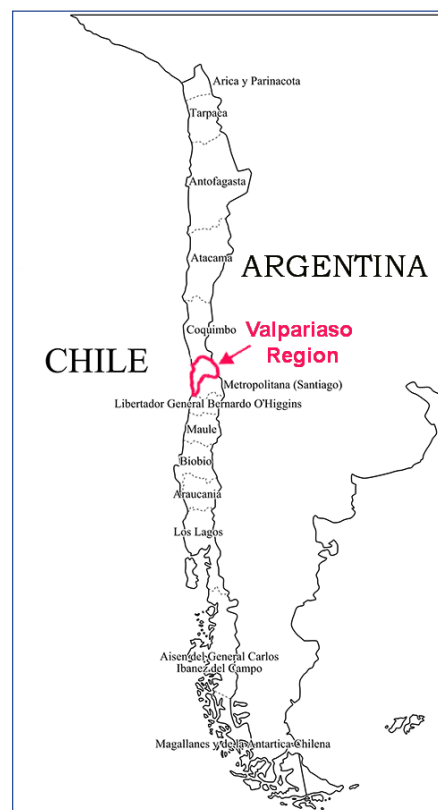 Arica y Parinacota
Tarpaca
Antofagasta
Atacama
ARGENTINA
Coquimbo
Valpariaso
Region
CHILE
Metropolitana (Santiago)
Libertador General Bernardo O'Higgins
Maule
Biobio
Araucania
Los Lagos
Aisen del General Carlos
Ibanez del Campo
Magallanes y de la Antartica Chilena